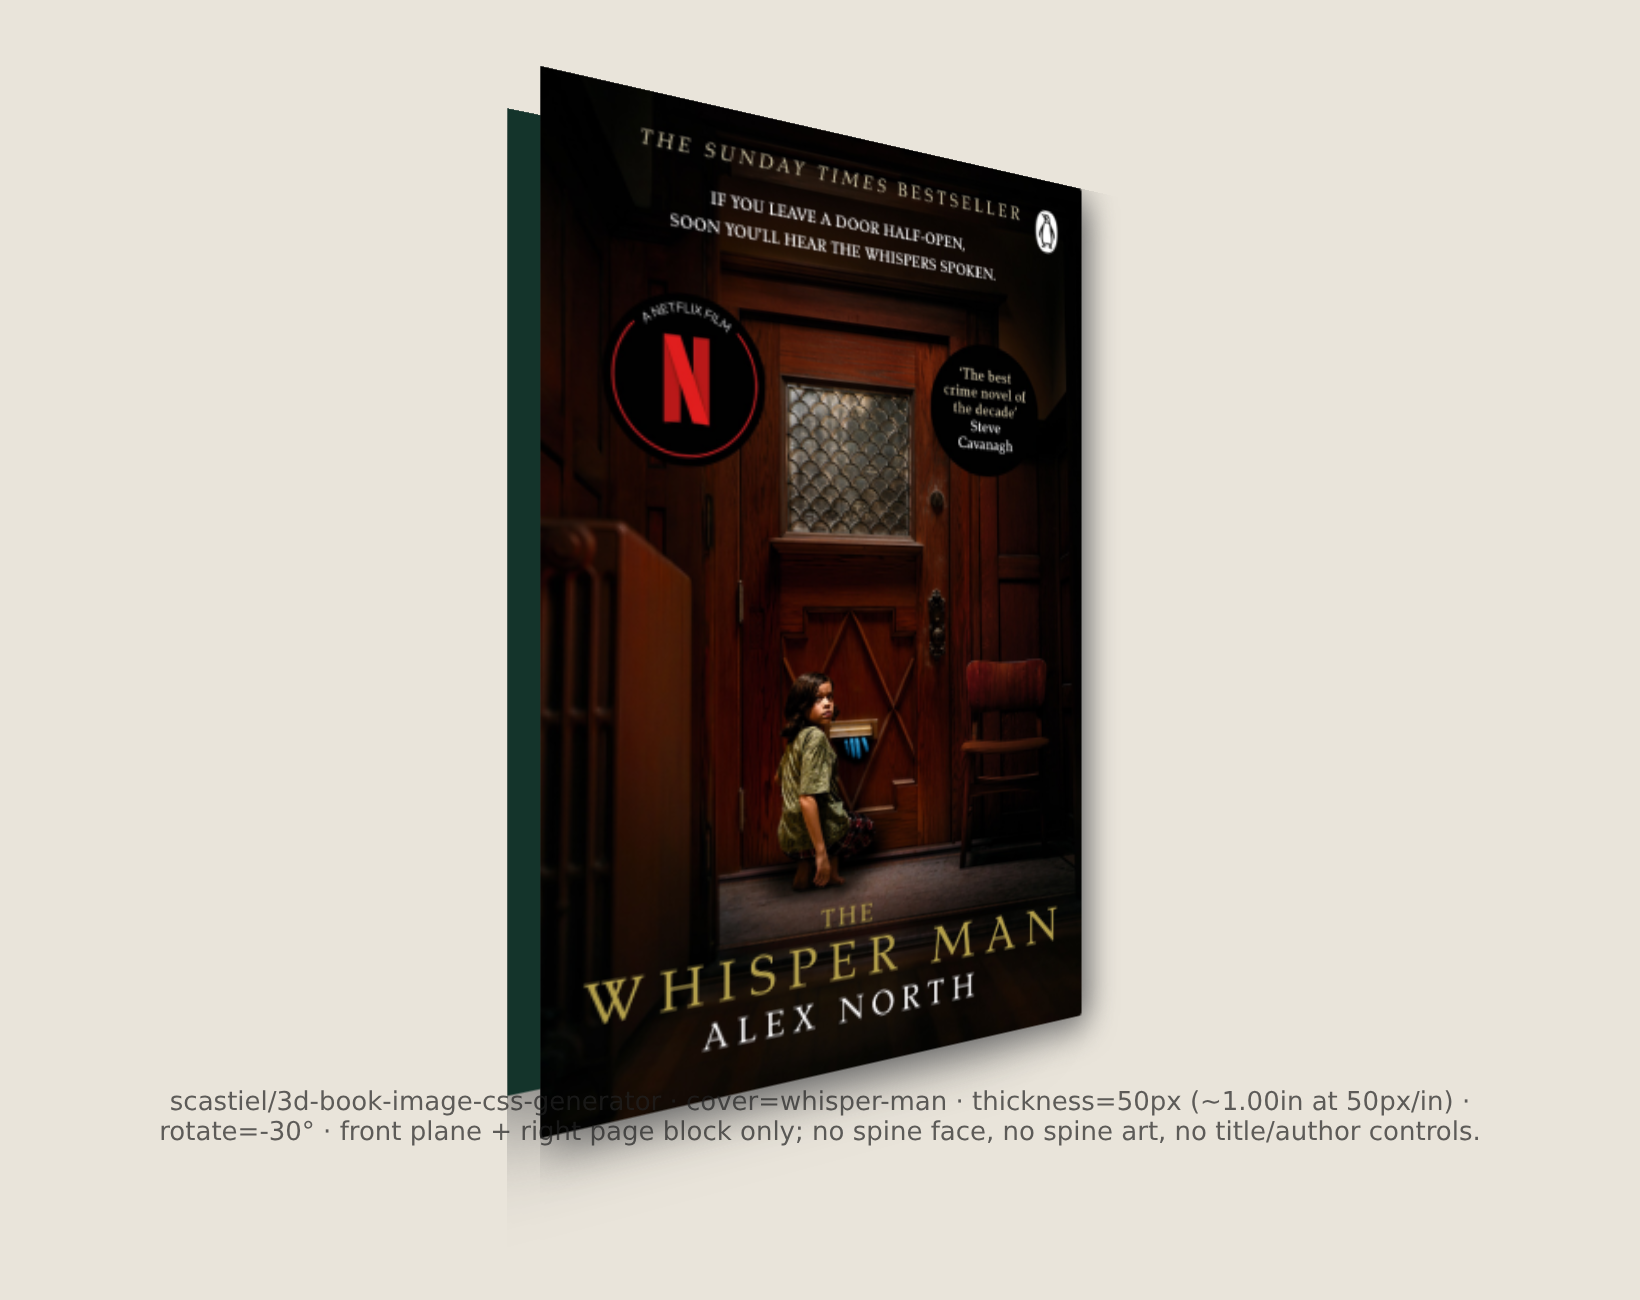 THE SUNDAY TIMES BESTSELLER
IF YOU LEAVE A DOOR HALF-OPEN,
SOON YOU'LL HEAR THE WHISPERS SPOKEN.
A NETFLIX FILM
N
'The best
crime novel of
the decade'
Steve
Cavanagh
THE
WHISPER MAN
ALEX NORTH
scastiel/3d-book-image-css-generator · cover=whisper-man · thickness=50px (~1.00in at 50px/in) ·
rotate=-30° · front plane + right page block only; no spine face, no spine art, no title/author controls.